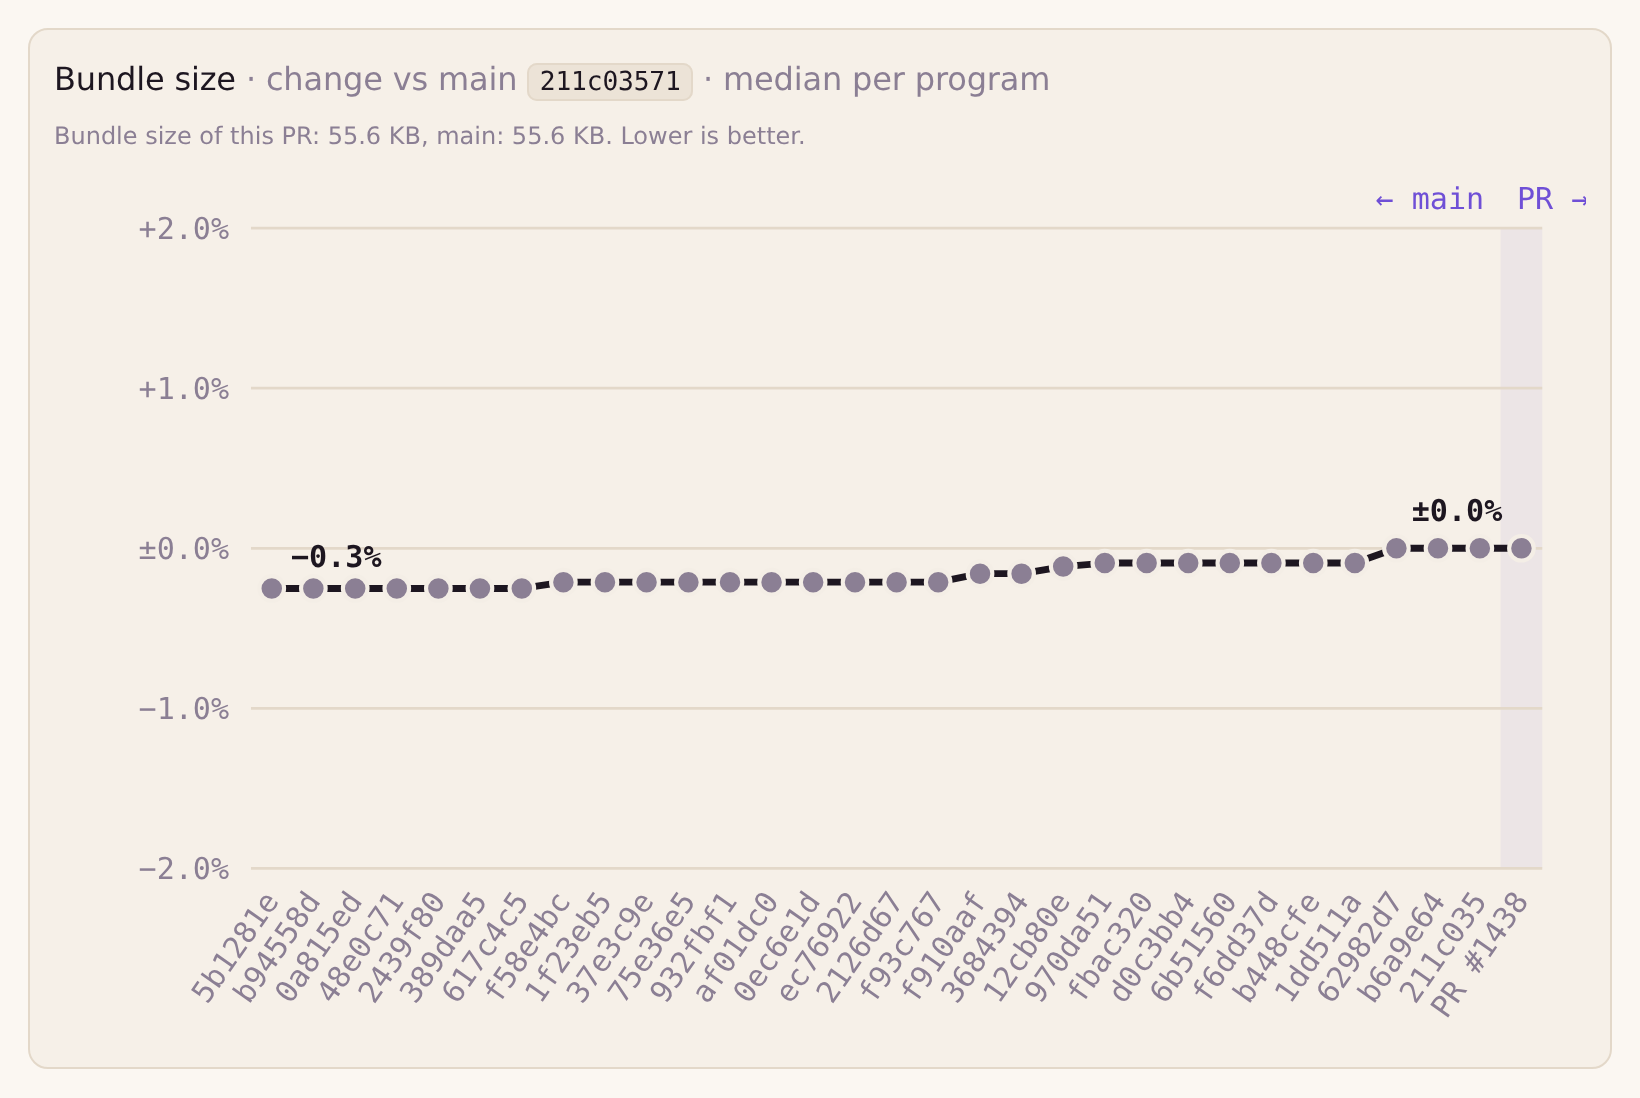 Bundle size · change vs main 211c03571 · median per program
Bundle size of this PR: 55.6 KB, main: 55.6 KB. Lower is better.
← main PR →
+2.0%
+1.0%
±0.0%
−1.0%
−2.0%
−0.3%
±0.0%
5b1281e
b94558d
0a815ed
48e0c71
2439f80
389daa5
617c4c5
f58e4bc
1f23eb5
37e3c9e
75e36e5
932fbf1
af01dc0
0ec6e1d
ec76922
2126d67
f93c767
f910aaf
3684394
12cb80e
970da51
fbac320
d0c3bb4
6b51560
f6dd37d
b448cfe
1dd511a
62982d7
b6a9e64
211c035
PR #1438